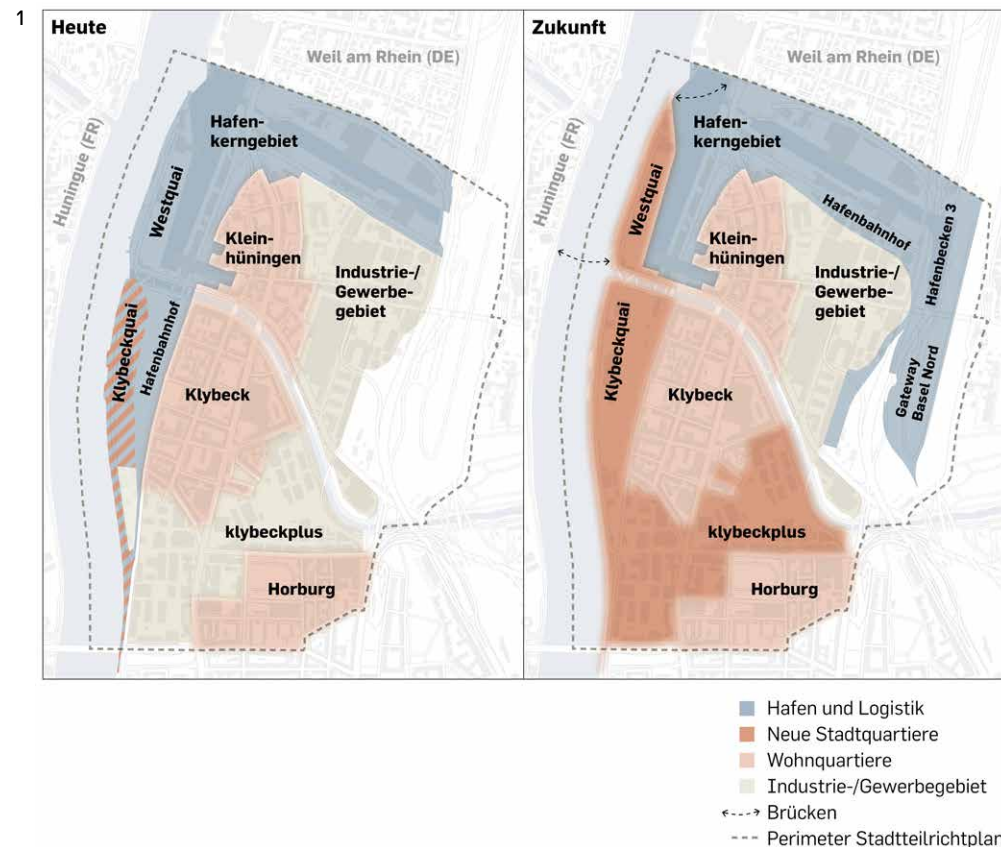 1
Heute
Weil am Rhein (DE)
Huningue (FR)
Hafen-
kerngebiet
Westquai
Klein-
hüningen
Industrie-/
Gewerbe-
gebiet
Klybeckquai
Hafenbahnhof
Klybeck
klybeckplus
Horburg
Zukunft
Weil am Rhein (DE)
Huningue (FR)
Hafen-
kerngebiet
Westquai
Hafenbahnhof
Hafenbecken 3
Klein-
hüningen
Industrie-/
Gewerbe-
gebiet
Klybeckquai
Gateway
Basel Nord
Klybeck
klybeckplus
Horburg
Hafen und Logistik
Neue Stadtquartiere
Wohnquartiere
Industrie-/Gewerbegebiet
Brücken
Perimeter Stadtteilrichtplan